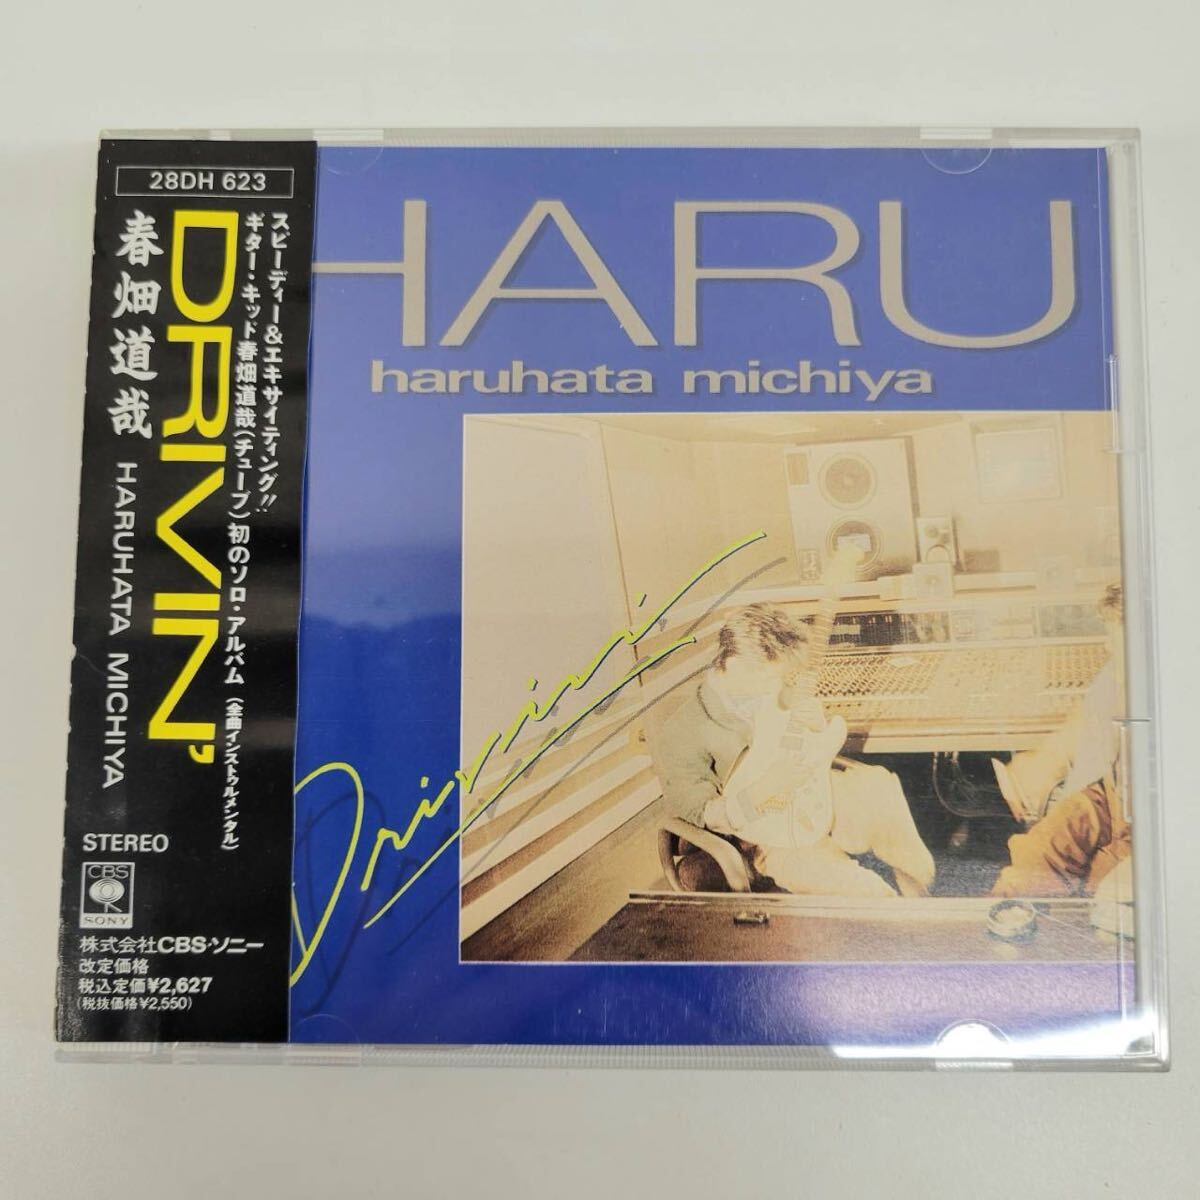 28DH 623
スピーディー&エキサイティング!!
ギター・キッド春畑道哉(チューブ)初のソロ・アルバム(全曲インストゥルメンタル)
DRIVIN'
春畑道哉 HARUHATA MICHIYA
STEREO
CBS
SONY
株式会社CBS・ソニー
改定価格
税込定価¥2,627
(税抜価格¥2,550)
HARU
haruhata michiya
Drivin'